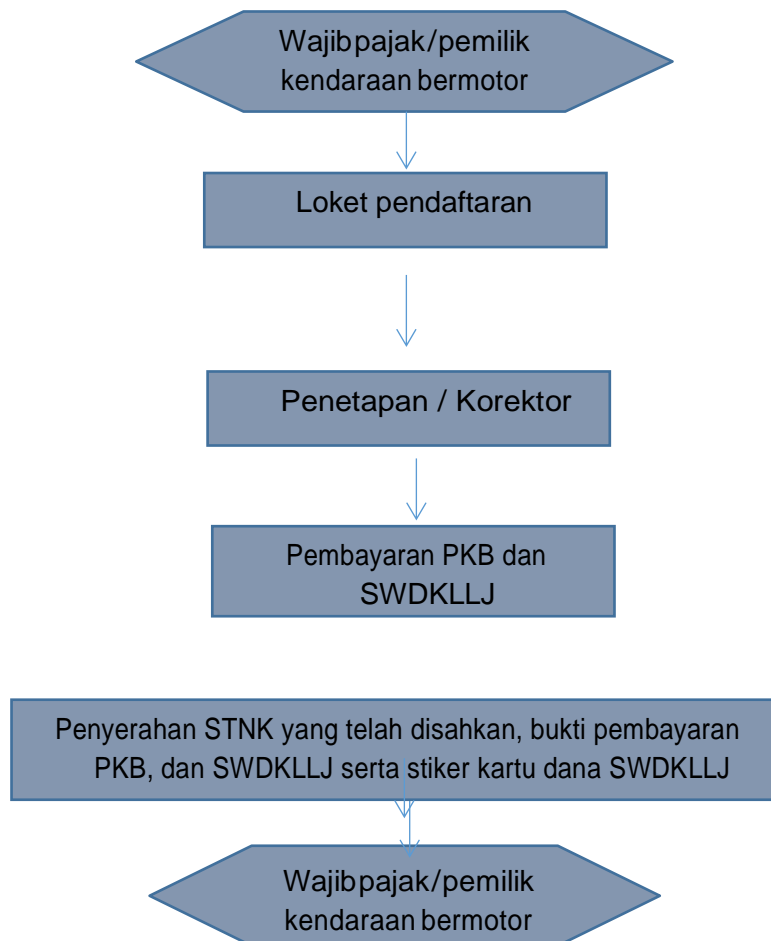 Wajibpajak/pemilik
kendaraan bermotor
Loket pendaftaran
Penetapan / Korektor
Pembayaran PKB dan
SWDKLLJ
Penyerahan STNK yang telah disahkan, bukti pembayaran
PKB, dan SWDKLLJ serta stiker kartu dana SWDKLLJ
Wajibpajak/pemilik
kendaraan bermotor